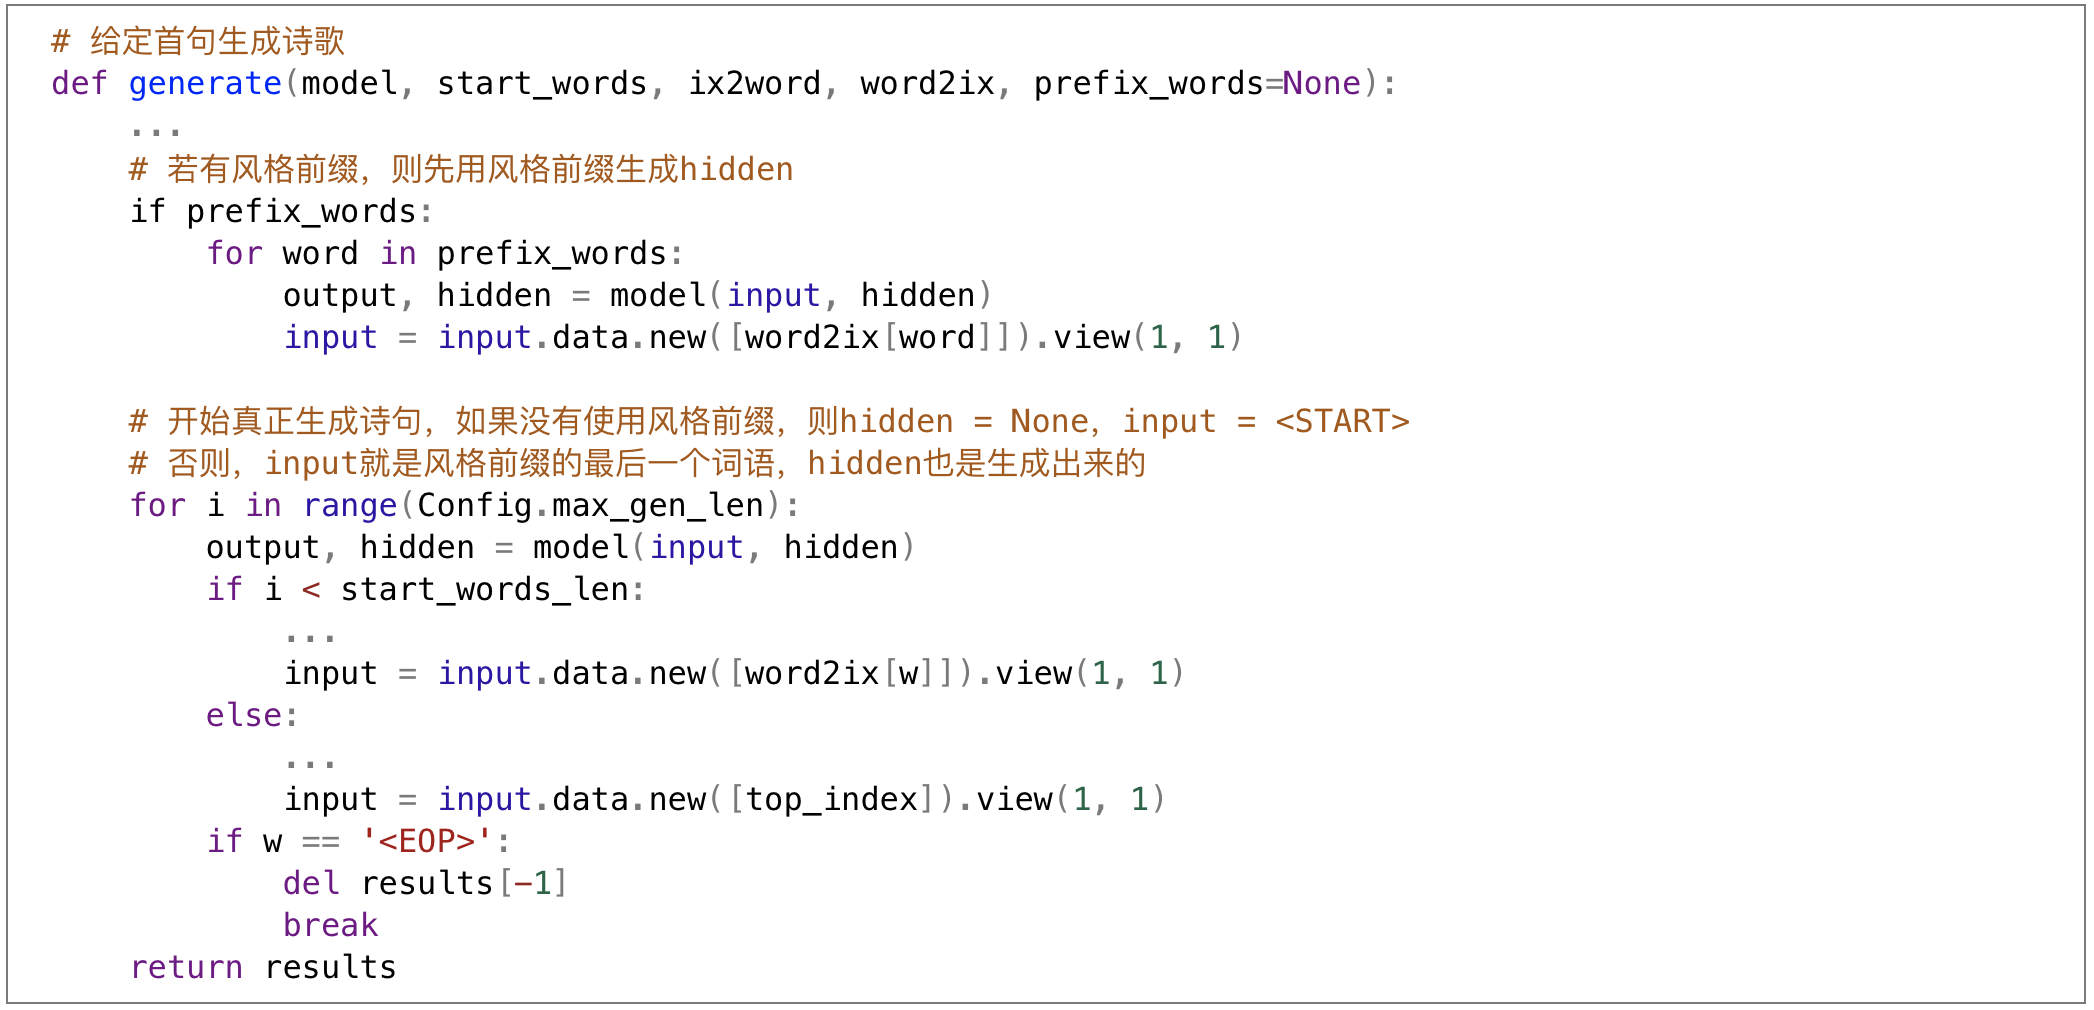 # 给定首句生成诗歌
def generate(model, start_words, ix2word, word2ix, prefix_words=None):
    ...
    # 若有风格前缀，则先用风格前缀生成hidden
    if prefix_words:
        for word in prefix_words:
            output, hidden = model(input, hidden)
            input = input.data.new([word2ix[word]]).view(1, 1)

    # 开始真正生成诗句，如果没有使用风格前缀，则hidden = None，input = <START>
    # 否则，input就是风格前缀的最后一个词语，hidden也是生成出来的
    for i in range(Config.max_gen_len):
        output, hidden = model(input, hidden)
        if i < start_words_len:
            ...
            input = input.data.new([word2ix[w]]).view(1, 1)
        else:
            ...
            input = input.data.new([top_index]).view(1, 1)
        if w == '<EOP>':
            del results[-1]
            break
    return results